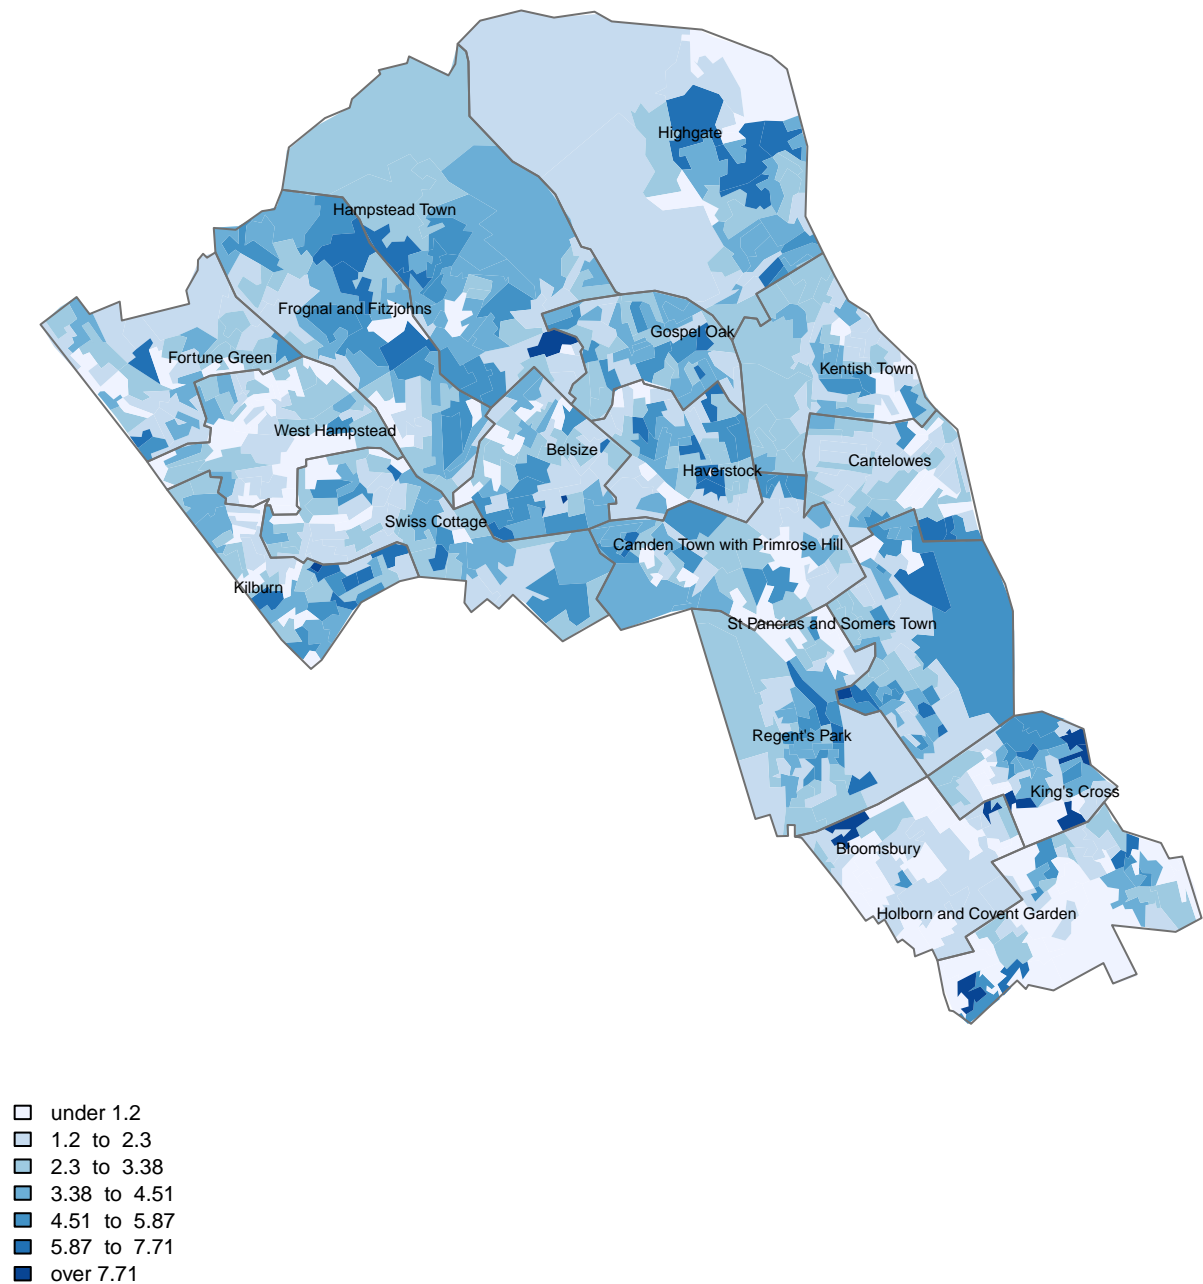 Highgate
Hampstead Town
Frognal and Fitzjohns
Gospel Oak
Fortune Green
Kentish Town
West Hampstead
Belsize
Cantelowes
Haverstock
Swiss Cottage
Camden Town with Primrose Hill
Kilburn
St Pancras and Somers Town
Regent's Park
King's Cross
Bloomsbury
Holborn and Covent Garden
under 1.2
1.2 to 2.3
2.3 to 3.38
3.38 to 4.51
4.51 to 5.87
5.87 to 7.71
over 7.71